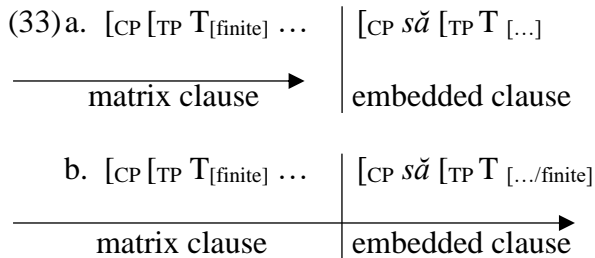 (33) a. [CP [TP T[finite] … [CP să [TP T […]
matrix clause embedded clause
b. [CP [TP T[finite] … [CP să [TP T […/finite]
matrix clause embedded clause